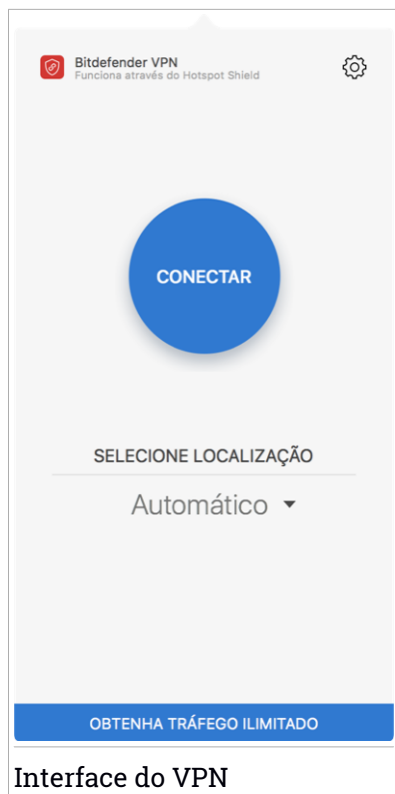 Bitdefender VPN
Funciona através do Hotspot Shield
CONECTAR
SELECIONE LOCALIZAÇÃO
Automático
OBTENHA TRÁFEGO ILIMITADO
Interface do VPN